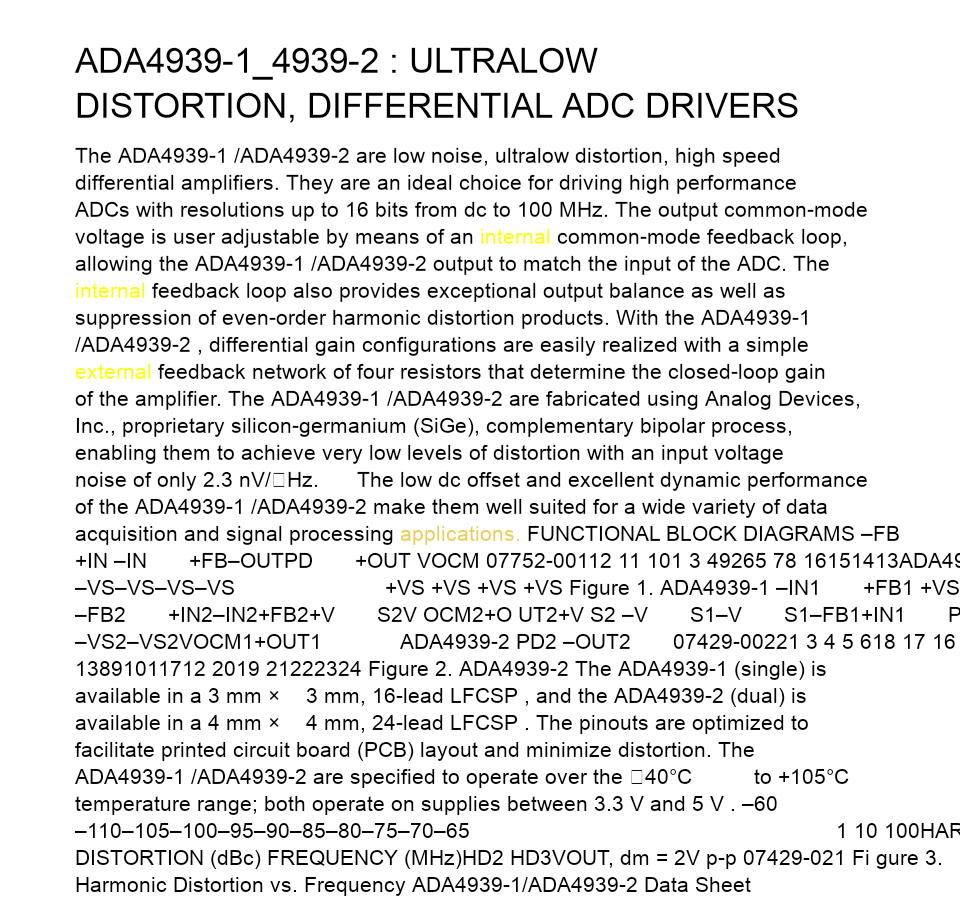 ADA4939-1_4939-2 : ULTRALOW
DISTORTION, DIFFERENTIAL ADC DRIVERS
The ADA4939-1 /ADA4939-2 are low noise, ultralow distortion, high speed
differential amplifiers. They are an ideal choice for driving high performance
ADCs with resolutions up to 16 bits from dc to 100 MHz. The output common-mode
voltage is user adjustable by means of an internal common-mode feedback loop,
allowing the ADA4939-1 /ADA4939-2 output to match the input of the ADC. The
internal feedback loop also provides exceptional output balance as well as
suppression of even-order harmonic distortion products. With the ADA4939-1
/ADA4939-2 , differential gain configurations are easily realized with a simple
external feedback network of four resistors that determine the closed-loop gain
of the amplifier. The ADA4939-1 /ADA4939-2 are fabricated using Analog Devices,
Inc., proprietary silicon-germanium (SiGe), complementary bipolar process,
enabling them to achieve very low levels of distortion with an input voltage
noise of only 2.3 nV/□Hz. The low dc offset and excellent dynamic performance
of the ADA4939-1 /ADA4939-2 make them well suited for a wide variety of data
acquisition and signal processing applications. FUNCTIONAL BLOCK DIAGRAMS –FB
+IN –IN +FB–OUTPD +OUT VOCM 07752-00112 11 101 3 49265 78 16151413ADA49
–VS–VS–VS–VS +VS +VS +VS +VS Figure 1. ADA4939-1 –IN1 +FB1 +VS
–FB2 +IN2–IN2+FB2+V S2V OCM2+O UT2+V S2 –V S1–V S1–FB1+IN1 P
–VS2–VS2VOCM1+OUT1 ADA4939-2 PD2 –OUT2 07429-00221 3 4 5 618 17 16
13891011712 2019 21222324 Figure 2. ADA4939-2 The ADA4939-1 (single) is
available in a 3 mm × 3 mm, 16-lead LFCSP , and the ADA4939-2 (dual) is
available in a 4 mm × 4 mm, 24-lead LFCSP . The pinouts are optimized to
facilitate printed circuit board (PCB) layout and minimize distortion. The
ADA4939-1 /ADA4939-2 are specified to operate over the □40°C to +105°C
temperature range; both operate on supplies between 3.3 V and 5 V . –60
–110–105–100–95–90–85–80–75–70–65 1 10 100HAR
DISTORTION (dBc) FREQUENCY (MHz)HD2 HD3VOUT, dm = 2V p-p 07429-021 Fi gure 3.
Harmonic Distortion vs. Frequency ADA4939-1/ADA4939-2 Data Sheet